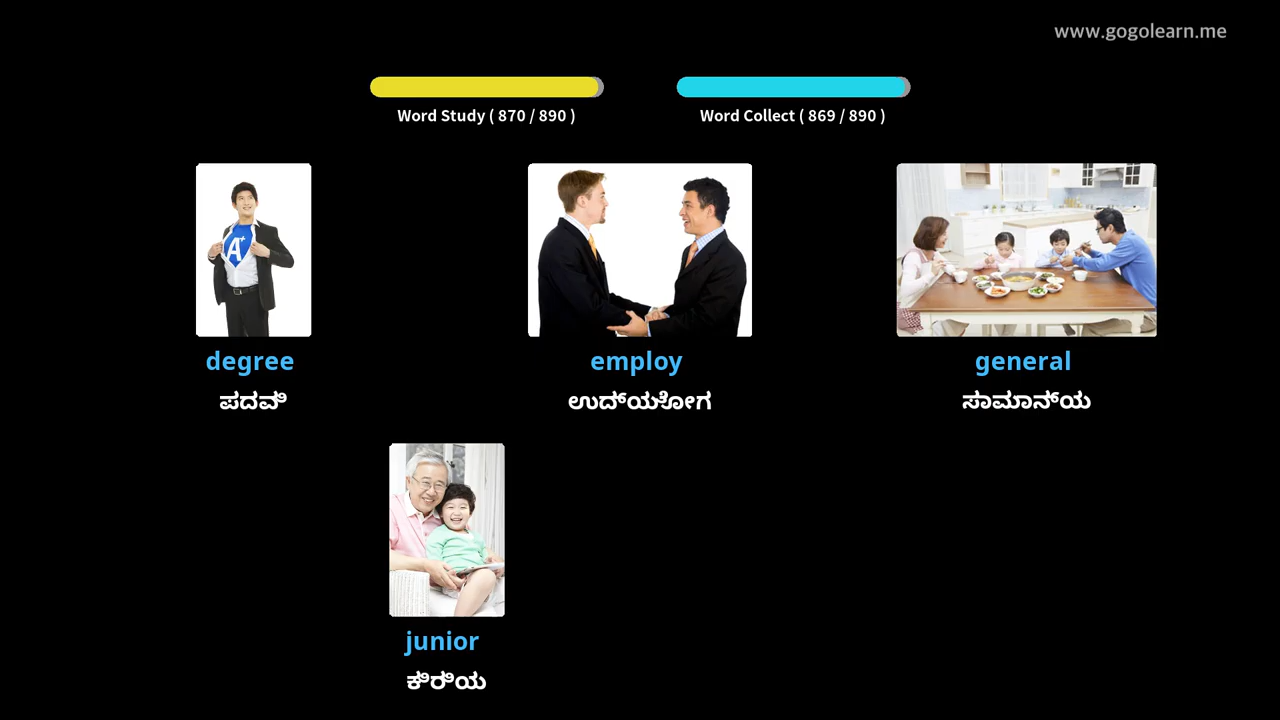 www.gogolearn.me
Word Study ( 870 / 890 )
Word Collect ( 869 / 890 )
A+
degree
ಪದವಿ
employ
ಉದ್ಯೋಗ
general
ಸಾಮಾನ್ಯ
junior
ಕಿರಿಯ